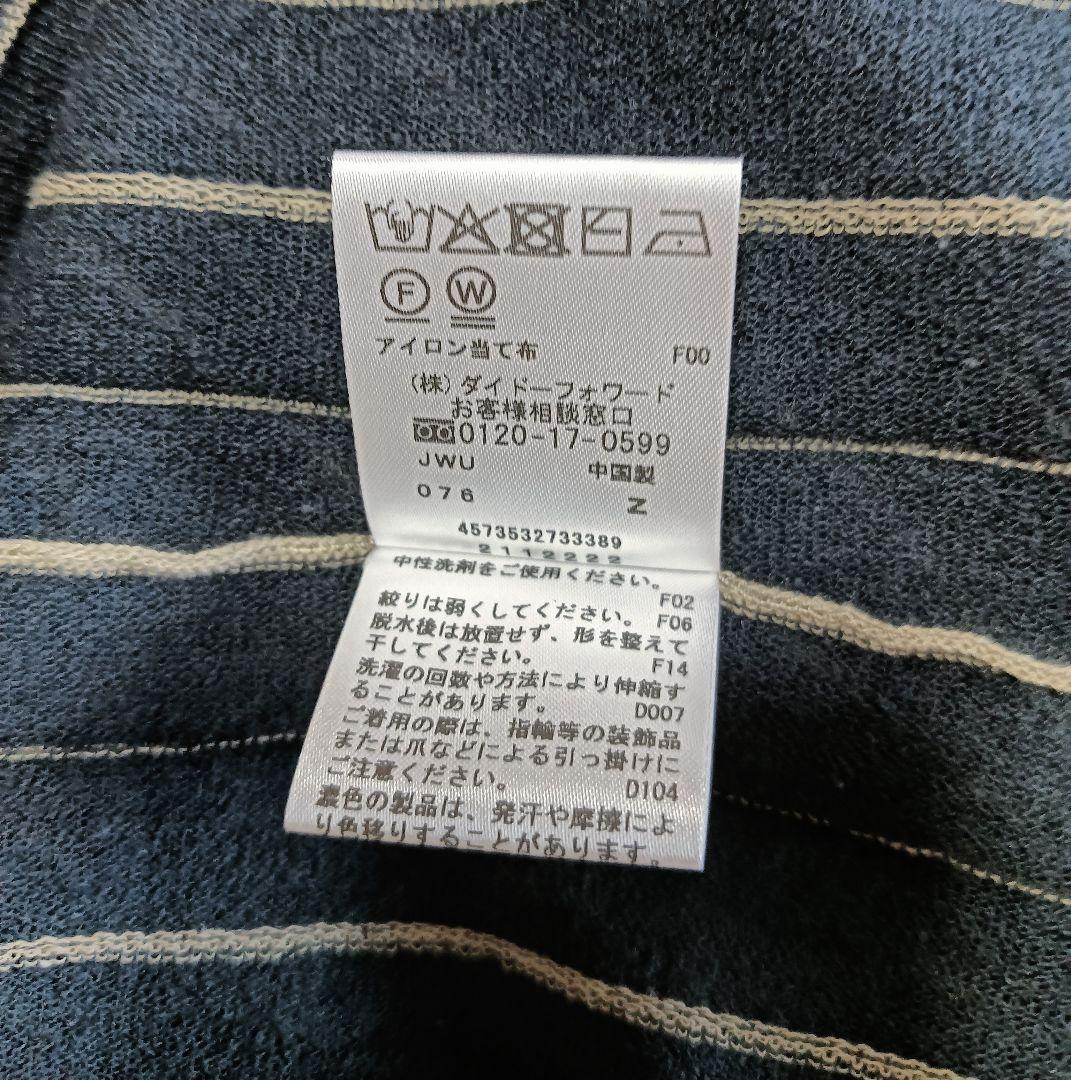 F W
アイロン当て布 F00
(株)ダイドーフォワード
お客様相談窓口
0120-17-0599
JWU 中国製
076 Z
4573532733389
2112222
中性洗剤をご使用ください。
F02
絞りは弱くしてください。 F06
脱水後は放置せず、形を整えて
干してください。 F14
洗濯の回数や方法により伸縮す
ることがあります。 D007
ご着用の際は、指輪等の装飾品
または爪などによる引っ掛けに
ご注意ください。 D104
濃色の製品は、発汗や摩擦によ
り色移りすることがあります。